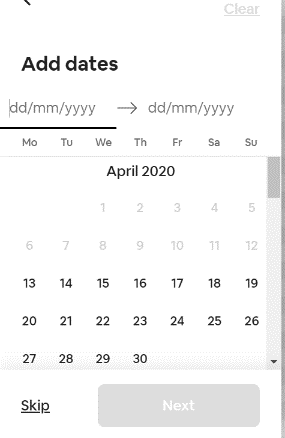 Clear
Add dates
dd/mm/yyyy → dd/mm/yyyy
Mo Tu We Th Fr Sa Su
April 2020
1 2 3 4 5
6 7 8 9 10 11 12
13 14 15 16 17 18 19
20 21 22 23 24 25 26
27 28 29 30
Skip Next